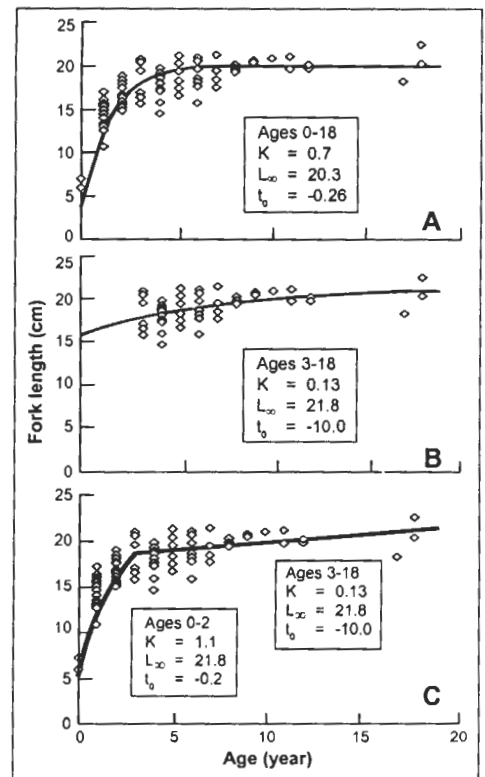 25
20
15
10
5
0
Ages 0-18
K = 0.7
L∞ = 20.3
t₀ = -0.26
A
Fork length (cm)
25
20
15
10
5
0
Ages 3-18
K = 0.13
L∞ = 21.8
t₀ = -10.0
B
25
20
15
10
5
0
Ages 0-2
K = 1.1
L∞ = 21.8
t₀ = -0.2
Ages 3-18
K = 0.13
L∞ = 21.8
t₀ = -10.0
C
0 5 10 15 20
Age (year)